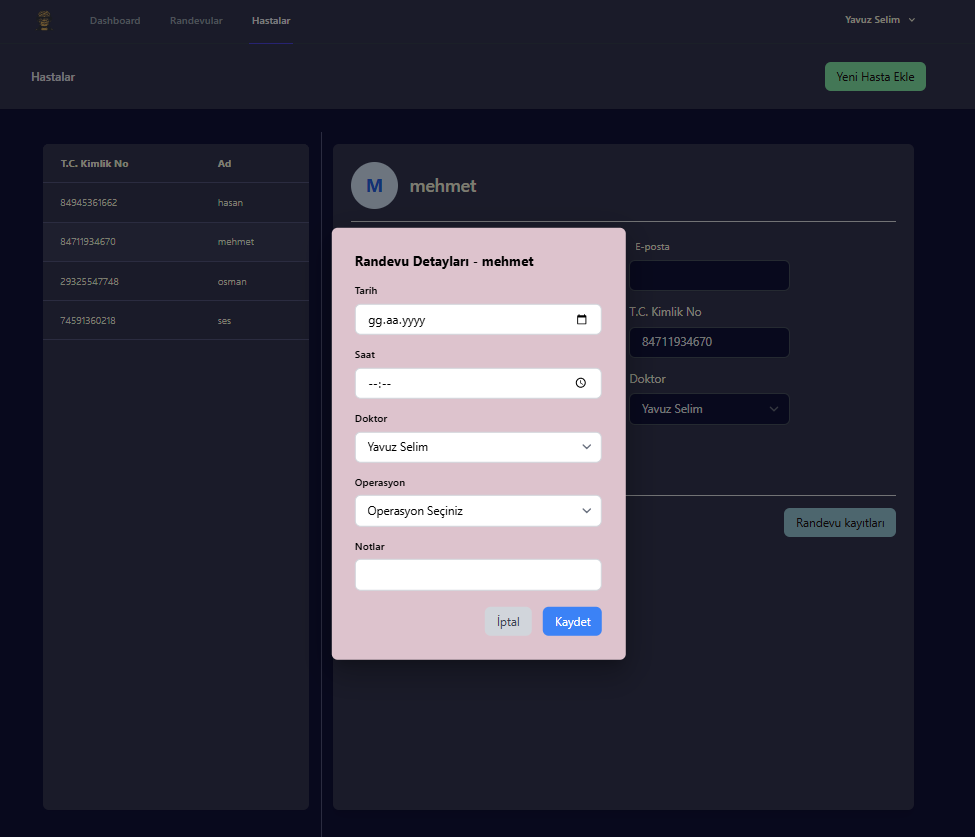 Dashboard Randevular Hastalar Yavuz Selim
Hastalar Yeni Hasta Ekle
T.C. Kimlik No Ad
84945361662 hasan
84711934670 mehmet
29325547748 osman
74591360218 ses
M mehmet
E-posta
T.C. Kimlik No
84711934670
Doktor
Yavuz Selim
Randevu kayıtları
Randevu Detayları - mehmet
Tarih
gg.aa.yyyy
Saat
--:--
Doktor
Yavuz Selim
Operasyon
Operasyon Seçiniz
Notlar
İptal Kaydet